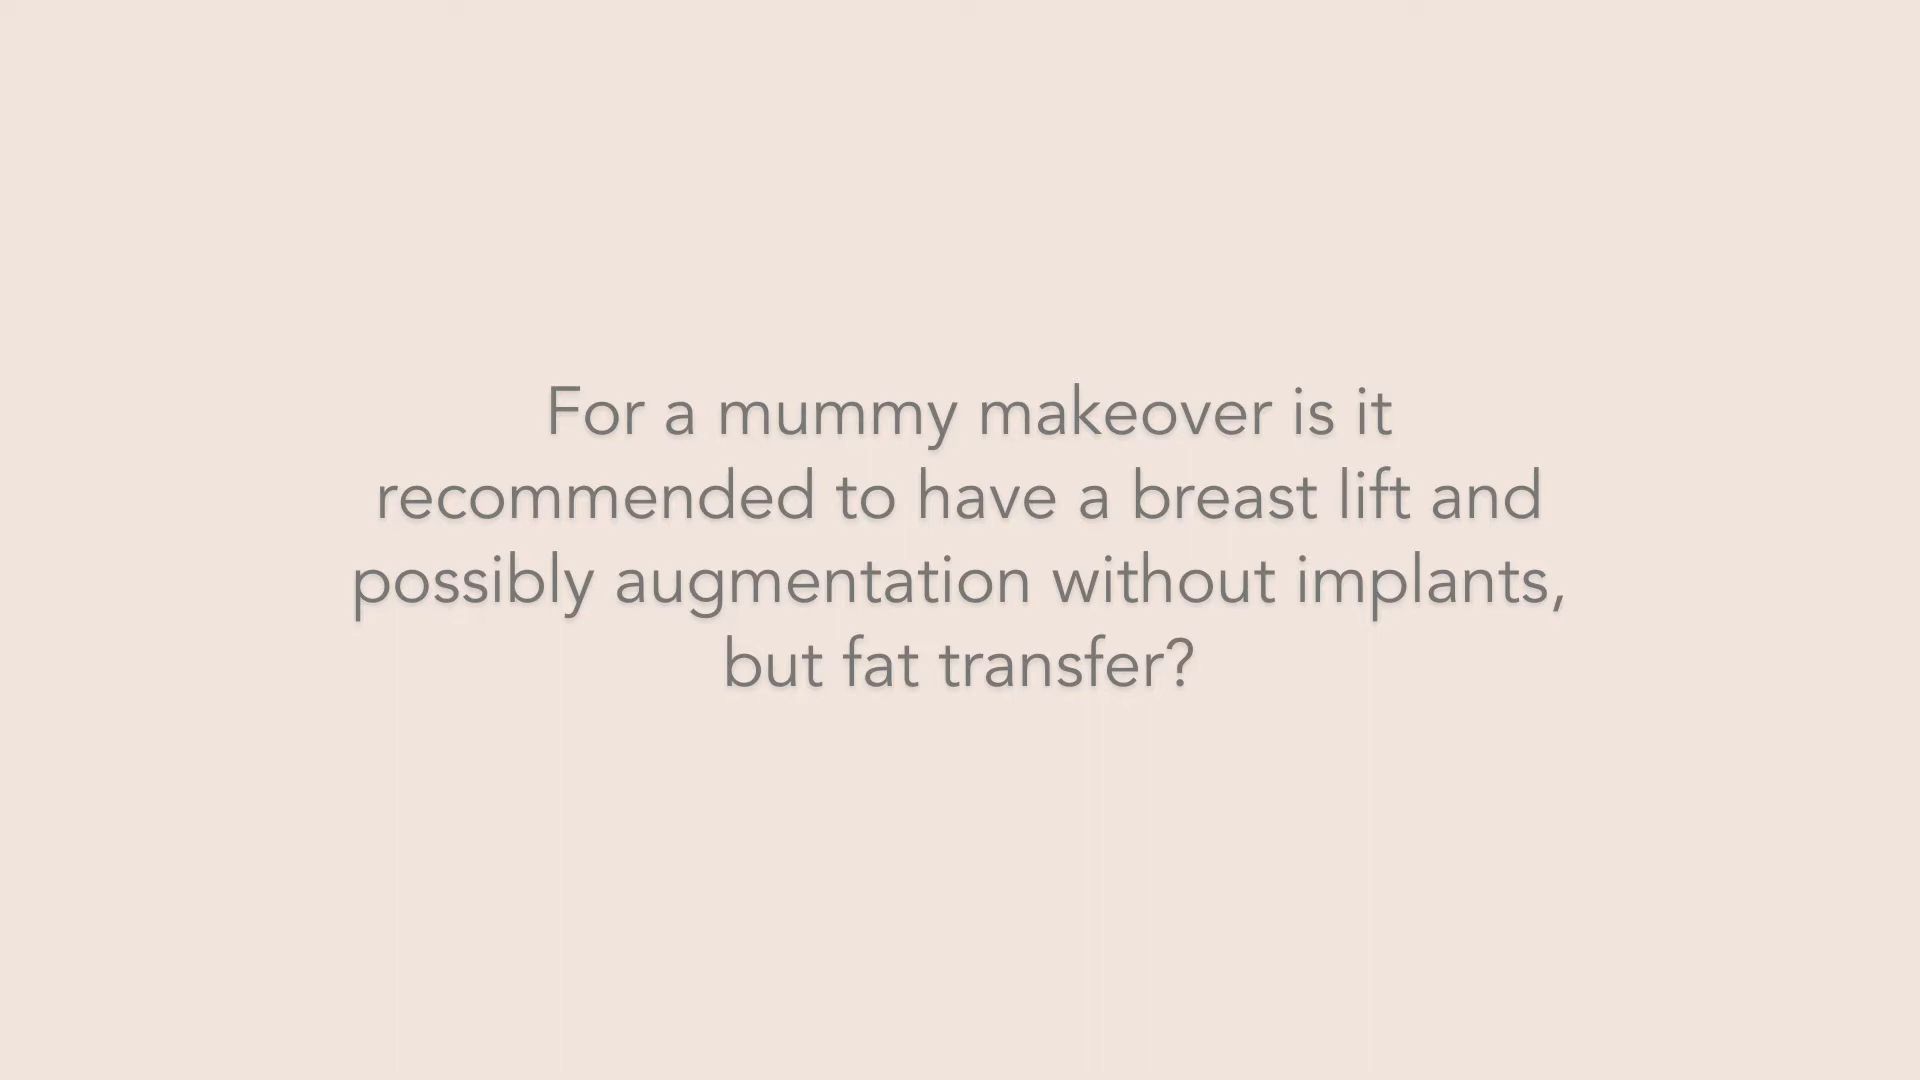 For a mummy makeover is it
recommended to have a breast lift and
possibly augmentation without implants,
but fat transfer?